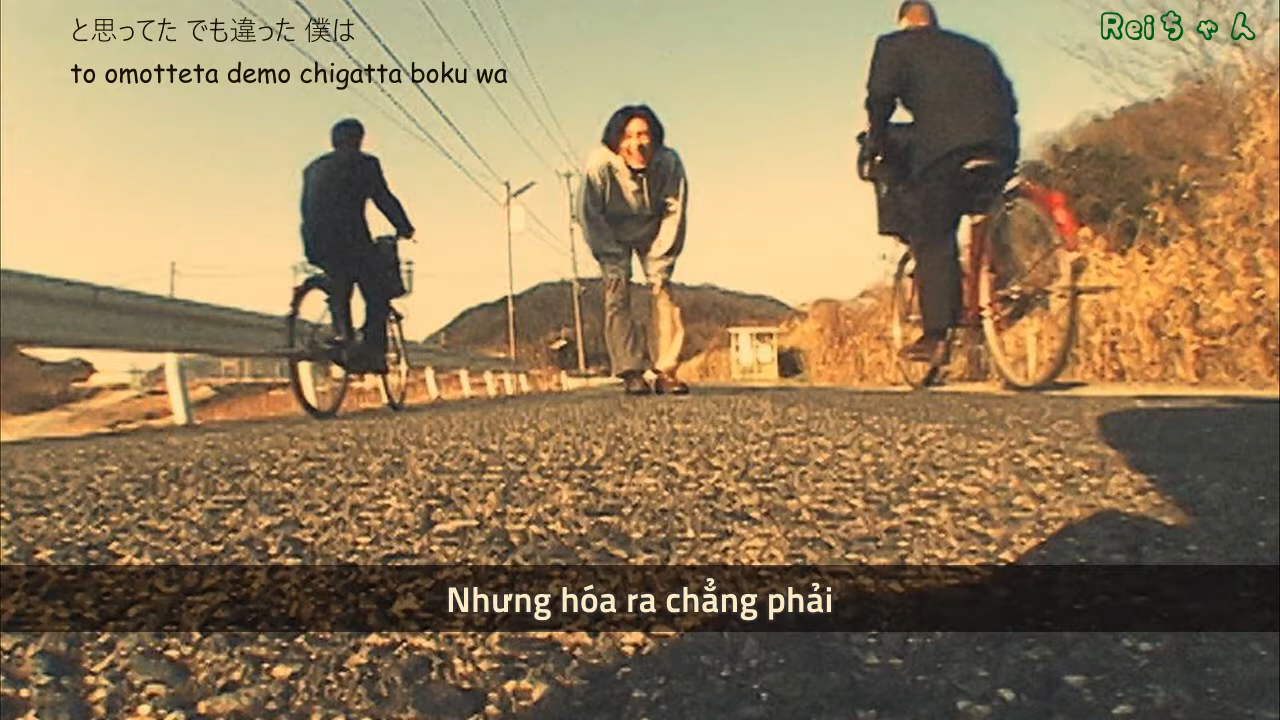 と思ってた でも違った 僕は
to omotteta demo chigatta boku wa
Reiちゃん
Nhưng hóa ra chẳng phải